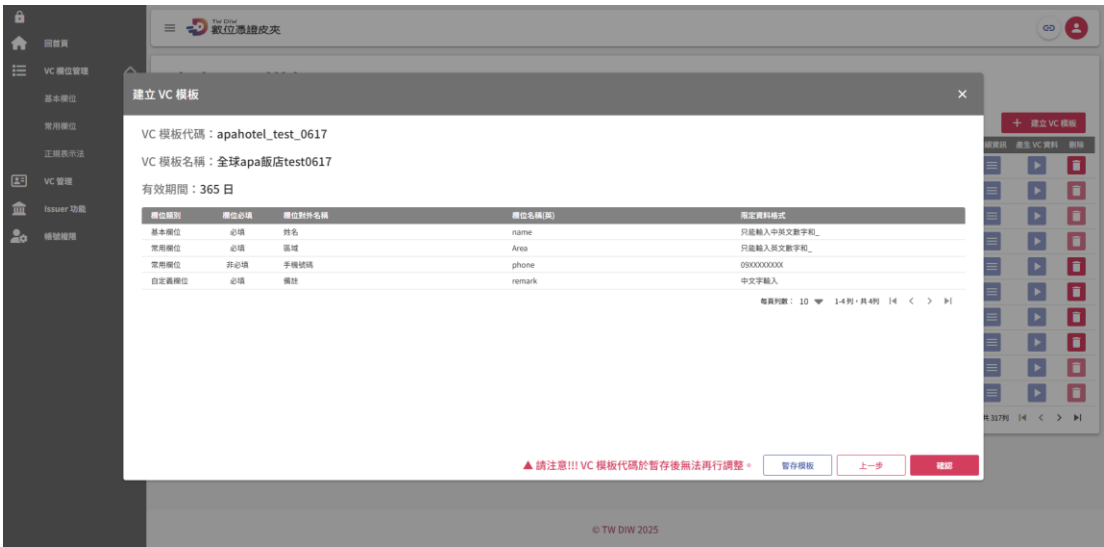 TW DIW
數位憑證皮夾
回首頁
VC 欄位管理
基本欄位
常用欄位
正規表示法
VC 管理
Issuer 功能
帳號權限
＋ 建立 VC 模板
產生 VC 資料 刪除
共 317列
建立 VC 模板
VC 模板代碼：apahotel_test_0617
VC 模板名稱：全球apa飯店test0617
有效期間：365 日
欄位類別 欄位必填 欄位對外名稱 欄位名稱(英) 限定資料格式
基本欄位 必填 姓名 name 只能輸入中英文數字和_
常用欄位 必填 區域 Area 只能輸入英文數字和_
常用欄位 非必填 手機號碼 phone 09XXXXXXXX
自定義欄位 必填 備註 remark 中文字輸入
每頁列數： 10 1-4 列，共 4列
請注意!!! VC 模板代碼於暫存後無法再行調整。
暫存模板 上一步 確認
© TW DIW 2025